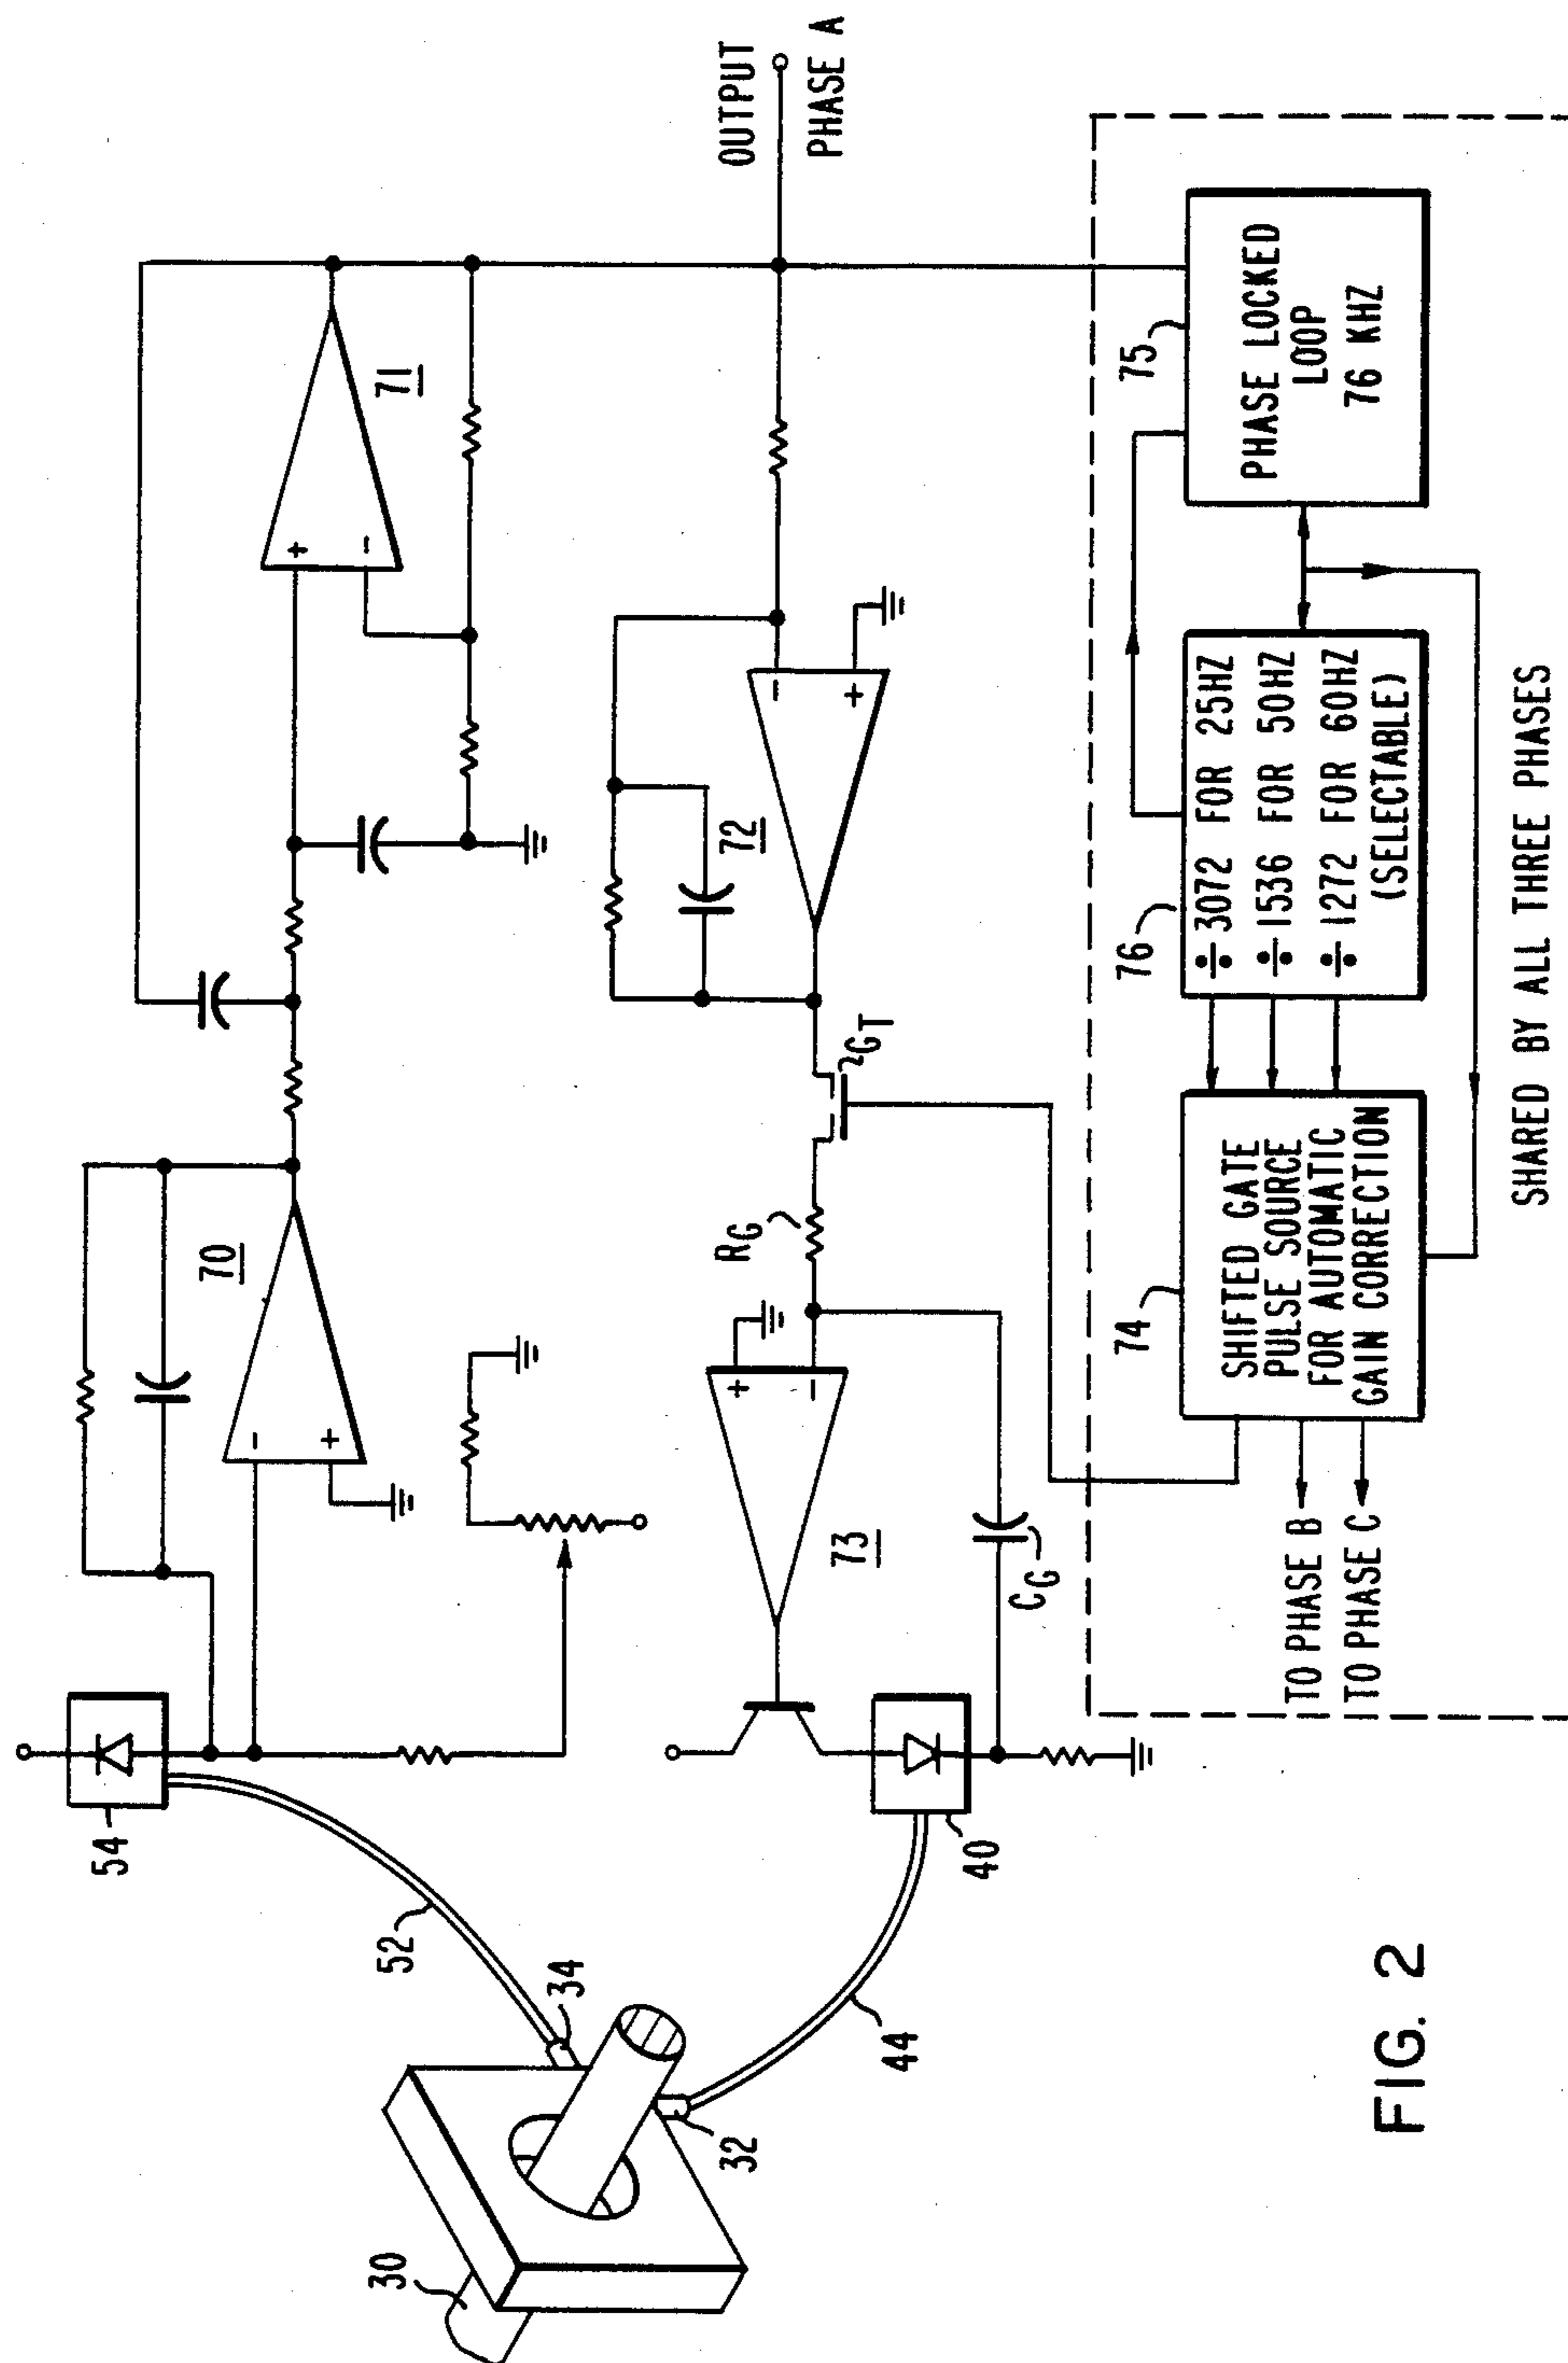 OUTPUT
PHASE A
71
70
72
R_G
2G_T
73
C_G
54
52
34
32
30
44
40
75
PHASE LOCKED
LOOP
76 KHZ
76
÷3072 FOR 25HZ
÷1536 FOR 50HZ
÷1272 FOR 60HZ
(SELECTABLE)
74
SHIFTED GATE
PULSE SOURCE
FOR AUTOMATIC
GAIN CORRECTION
TO PHASE B
TO PHASE C
SHARED BY ALL THREE PHASES
FIG. 2